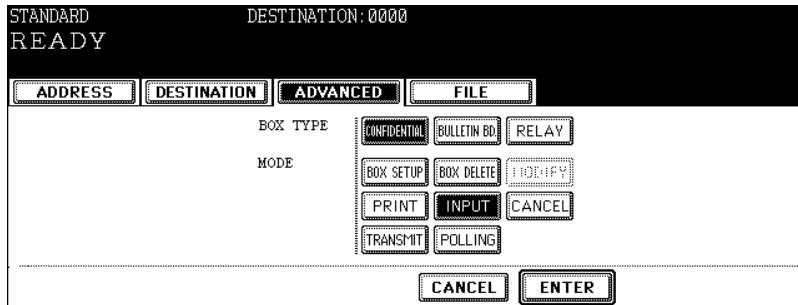 STANDARD DESTINATION:0000
READY
ADDRESS DESTINATION ADVANCED FILE
BOX TYPE CONFIDENTIAL BULLETIN BD. RELAY
MODE BOX SETUP BOX DELETE MODIFY
PRINT INPUT CANCEL
TRANSMIT POLLING
CANCEL ENTER